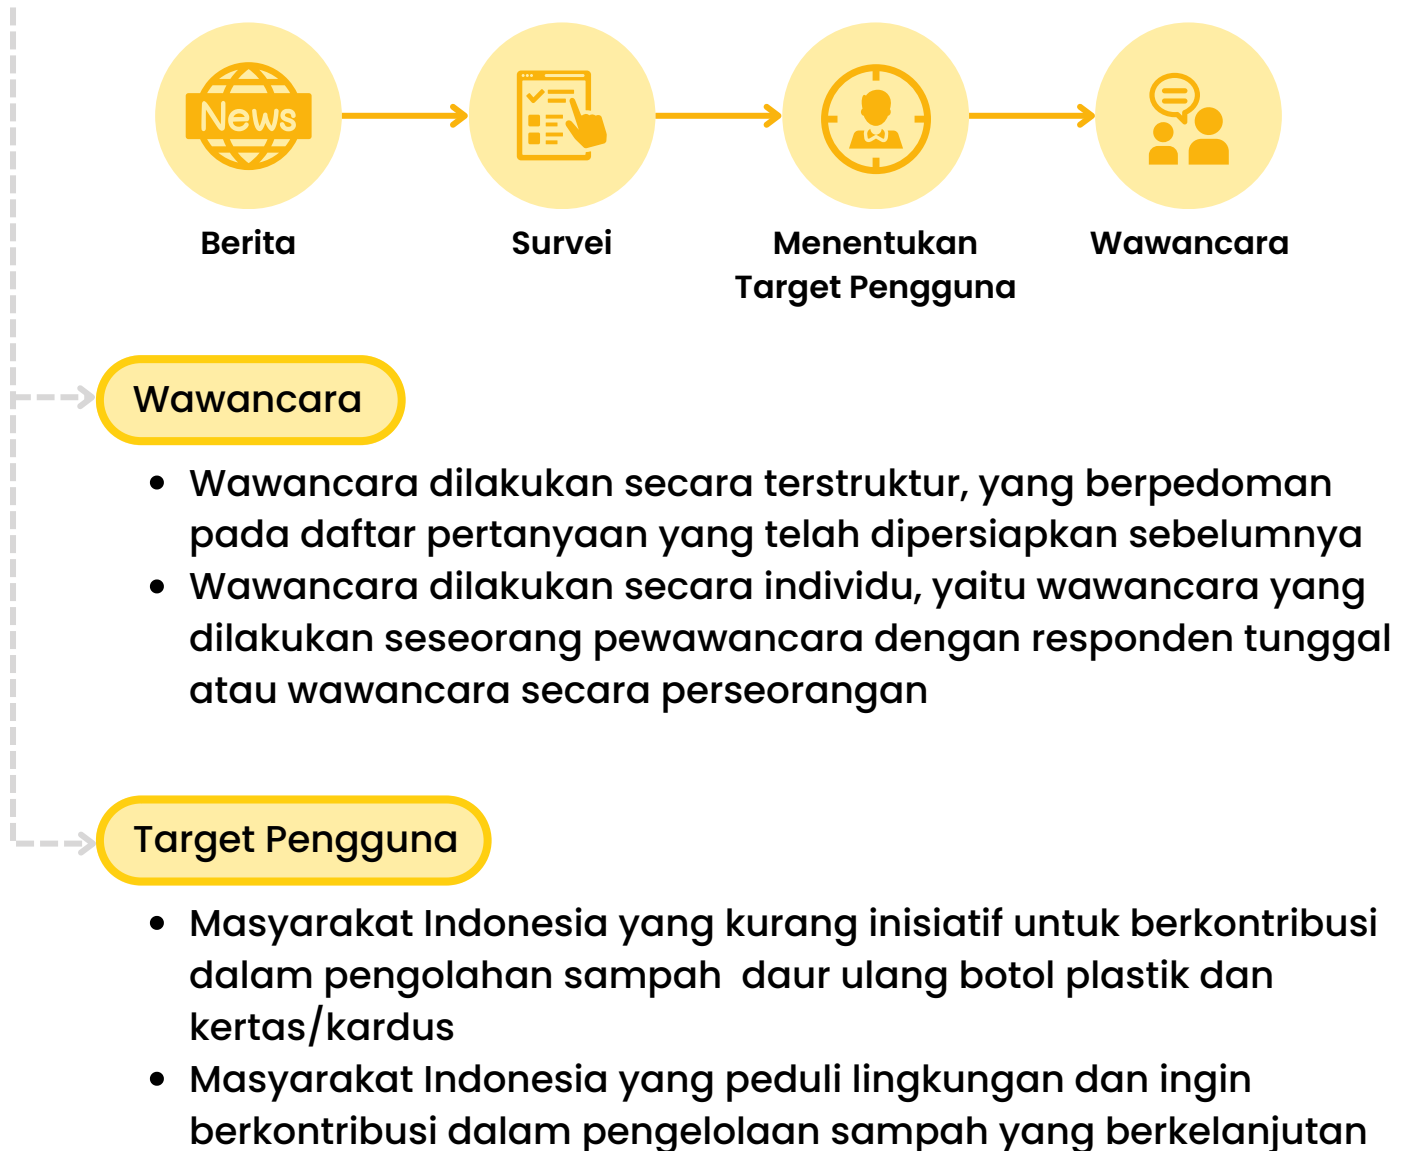 News
Berita
Survei
Menentukan
Target Pengguna
Wawancara
Wawancara
• Wawancara dilakukan secara terstruktur, yang berpedoman
pada daftar pertanyaan yang telah dipersiapkan sebelumnya
• Wawancara dilakukan secara individu, yaitu wawancara yang
dilakukan seseorang pewawancara dengan responden tunggal
atau wawancara secara perseorangan
Target Pengguna
• Masyarakat Indonesia yang kurang inisiatif untuk berkontribusi
dalam pengolahan sampah  daur ulang botol plastik dan
kertas/kardus
• Masyarakat Indonesia yang peduli lingkungan dan ingin
berkontribusi dalam pengelolaan sampah yang berkelanjutan